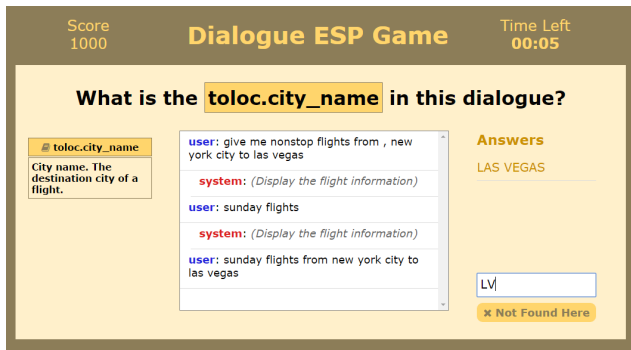 Score
1000
Dialogue ESP Game
Time Left
00:05
What is the toloc.city_name in this dialogue?
toloc.city_name
City name. The
destination city of a
flight.
user: give me nonstop flights from , new
york city to las vegas
system: (Display the flight information)
user: sunday flights
system: (Display the flight information)
user: sunday flights from new york city to
las vegas
Answers
LAS VEGAS
LV
✖ Not Found Here